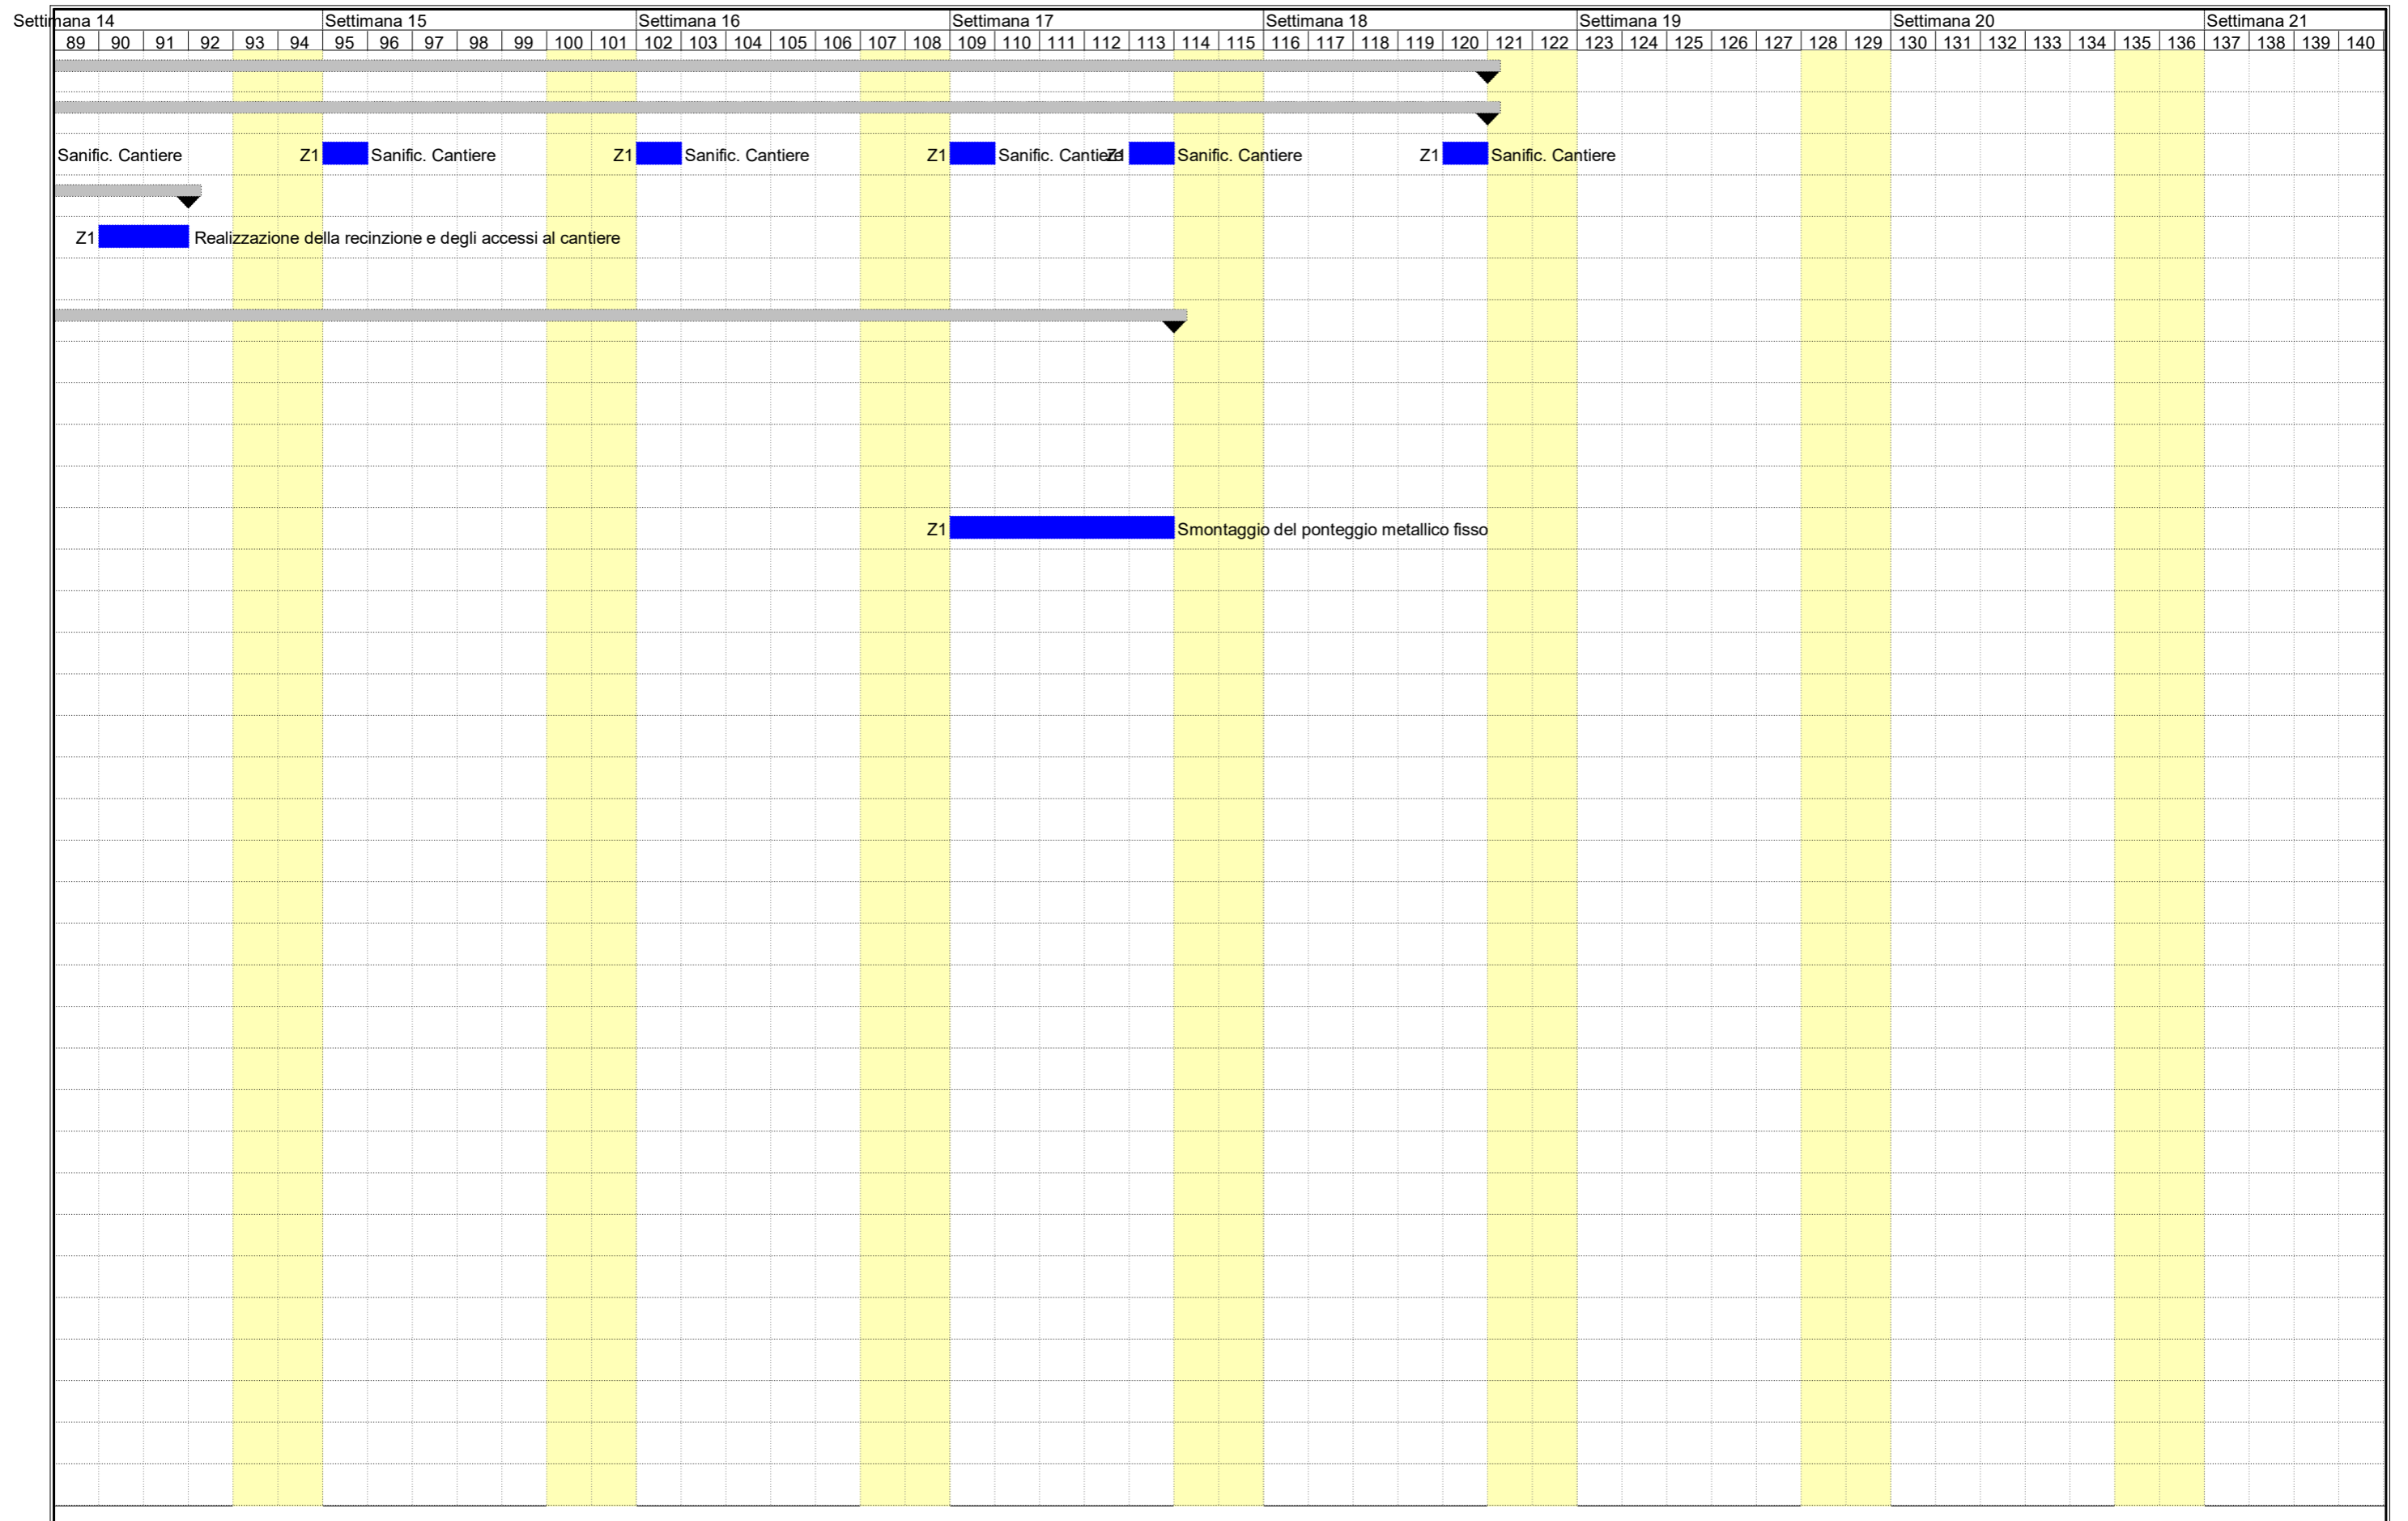 Settimana 14 Settimana 15 Settimana 16 Settimana 17 Settimana 18 Settimana 19 Settimana 20 Settimana 21
89 90 91 92 93 94 95 96 97 98 99 100 101 102 103 104 105 106 107 108 109 110 111 112 113 114 115 116 117 118 119 120 121 122 123 124 125 126 127 128 129 130 131 132 133 134 135 136 137 138 139 140
Sanific. Cantiere Z1 Sanific. Cantiere Z1 Sanific. Cantiere Z1 Sanific. Cantiere Z1 Sanific. Cantiere Z1 Sanific. Cantiere
Z1 Realizzazione della recinzione e degli accessi al cantiere
Z1 Smontaggio del ponteggio metallico fisso